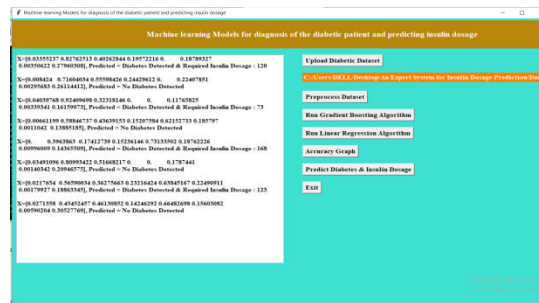 Machine learning Models for diagnosis of the diabetic patient and predicting insulin dosage
Machine learning Models for diagnosis of the diabetic patient and predicting insulin dosage
X=[0.03335237 0.82762513 0.40262844 0.19572216 0. 0.18789327
0.00350622 0.27960308], Predicted = Diabetes Detected & Required Insulin Dosage : 120
X=[0.008424 0.71604034 0.55598426 0.24429612 0. 0.22407851
0.00295683 0.26114412], Predicted = No Diabetes Detected
X=[0.04039768 0.92409698 0.32318146 0. 0. 0.11765825
0.00339341 0.16159073], Predicted = Diabetes Detected & Required Insulin Dosage : 73
X=[0.00661199 0.58846737 0.43639153 0.15207584 0.62152733 0.185797
0.0011042 0.13885185], Predicted = No Diabetes Detected
X=[0. 0.5963863 0.17412739 0.15236146 0.73133502 0.18762226
0.00996009 0.14365509], Predicted = Diabetes Detected & Required Insulin Dosage : 168
X=[0.03491096 0.80993422 0.51668217 0. 0. 0.1787441
0.00140342 0.20946575], Predicted = No Diabetes Detected
X=[0.0217654 0.56590034 0.36275663 0.23216424 0.63845167 0.22490911
0.00179927 0.18863345], Predicted = Diabetes Detected & Required Insulin Dosage : 123
X=[0.0271358 0.45452457 0.46130852 0.14246292 0.66482698 0.15603082
0.00590204 0.30527769], Predicted = No Diabetes Detected
Upload Diabetic Dataset
C:/Users/DELL/Desktop/An Expert System for Insulin Dosage Prediction/Dat
Preprocess Dataset
Run Gradient Boosting Algorithm
Run Linear Regression Algorithm
Accuracy Graph
Predict Diabetes & Insulin Dosage
Exit